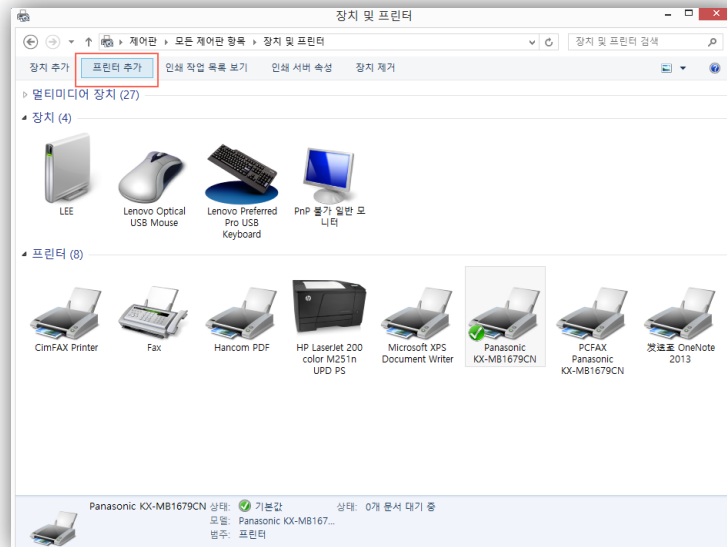 장치 및 프린터
제어판 ▸ 모든 제어판 항목 ▸ 장치 및 프린터
장치 및 프린터 검색
장치 추가 프린터 추가 인쇄 작업 목록 보기 인쇄 서버 속성 장치 제거
멀티미디어 장치 (27)
장치 (4)
LEE
Lenovo Optical
USB Mouse
Lenovo Preferred
Pro USB
Keyboard
PnP 불가 일반 모
니터
프린터 (8)
CimFAX Printer
Fax
Hancom PDF
HP LaserJet 200
color M251n
UPD PS
Microsoft XPS
Document Writer
Panasonic
KX-MB1679CN
PCFAX
Panasonic
KX-MB1679CN
发送至 OneNote
2013
Panasonic KX-MB1679CN 상태: 기본값 상태: 0개 문서 대기 중
모델: Panasonic KX-MB167...
범주: 프린터